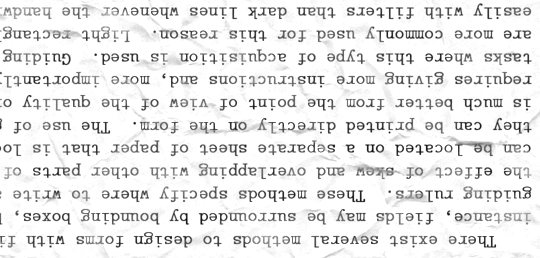 There exist several methods to design forms with fi
instance, fields may be surrounded by bounding boxes,
guiding rulers. These methods specify where to write
the effect of skew and overlapping with other parts of
can be located on a separate sheet of paper that is loc
they can be printed directly on the form. The use of
is much better from the point of view of the quality o
requires giving more instructions and, more importantl
tasks where this type of acquisition is used. Guiding
are more commonly used for this reason. Light rectang
easily with filters than dark lines whenever the handw